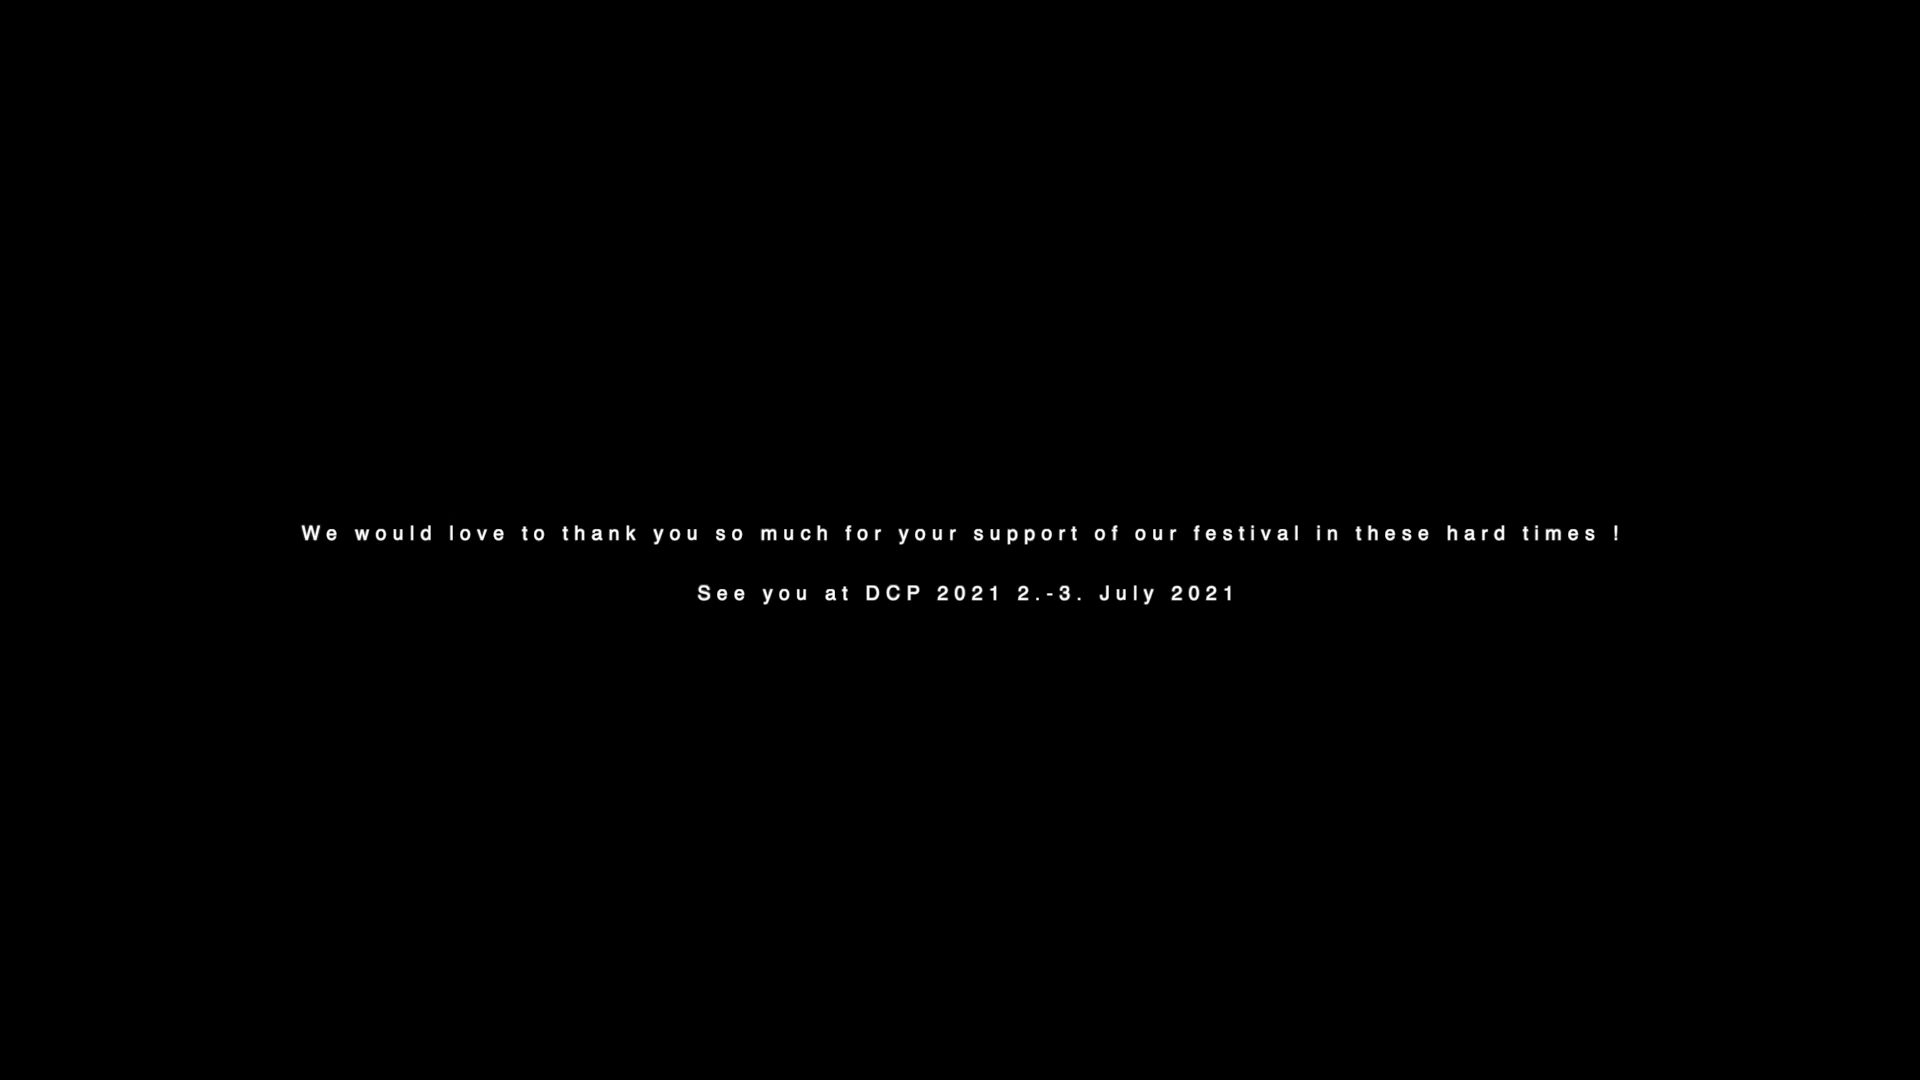 We would love to thank you so much for your support of our festival in these hard times !
See you at DCP 2021 2.-3. July 2021